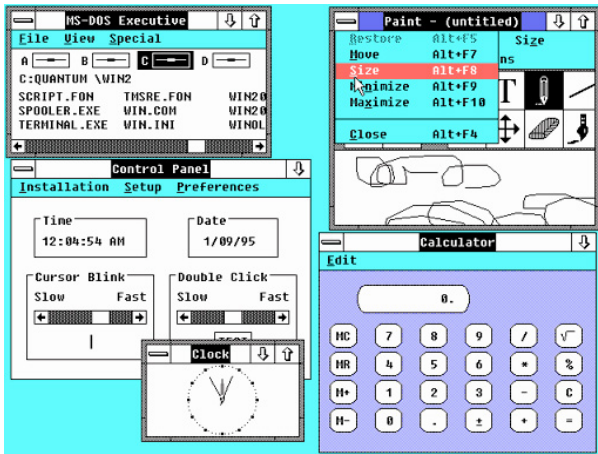 MS-DOS Executive
File View Special
A B C D
C:QUANTUM \WIN2
SCRIPT.FON TMSRE.FON WIN20
SPOOLER.EXE WIN.COM WIN20
TERMINAL.EXE WIN.INI WINOL
Paint - (untitled)
Restore Alt+F5
Size
Move Alt+F7
ns
Size Alt+F8
Minimize Alt+F9
Maximize Alt+F10
T
Close Alt+F4
Control Panel
Installation Setup Preferences
Time
12:04:54 AM
Date
1/09/95
Cursor Blink
Slow Fast
Double Click
Slow Fast
Clock
Calculator
Edit
0.
MC 7 8 9 / √
MR 4 5 6 * %
M+ 1 2 3 - C
M- 0 . ± + =